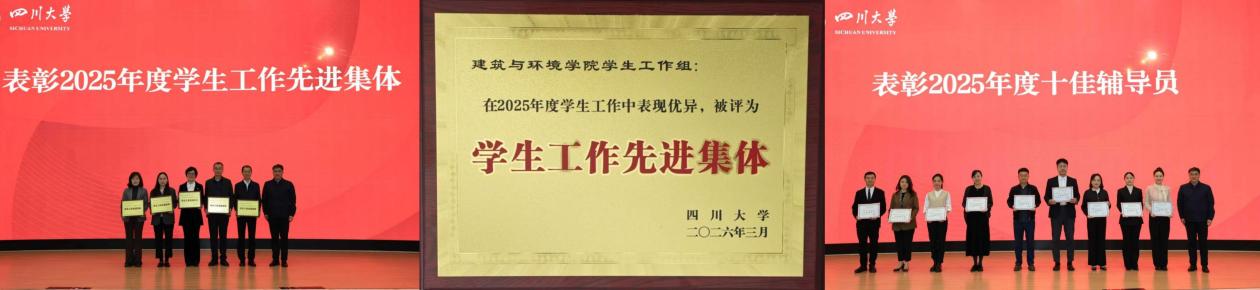 四川大学
SICHUAN UNIVERSITY
表彰2025年度学生工作先进集体
建筑与环境学院学生工作组：
在2025年度学生工作中表现优异，被评为
学生工作先进集体
四川大学
二〇二六年三月
四川大学
SICHUAN UNIVERSITY
表彰2025年度十佳辅导员